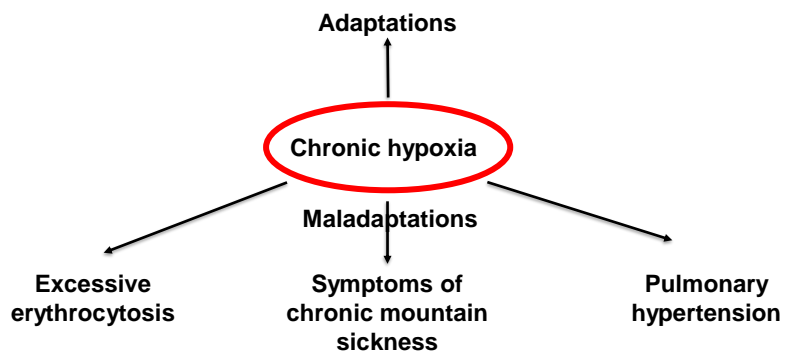 Adaptations
Chronic hypoxia
Maladaptations
Excessive
erythrocytosis
Symptoms of
chronic mountain
sickness
Pulmonary
hypertension